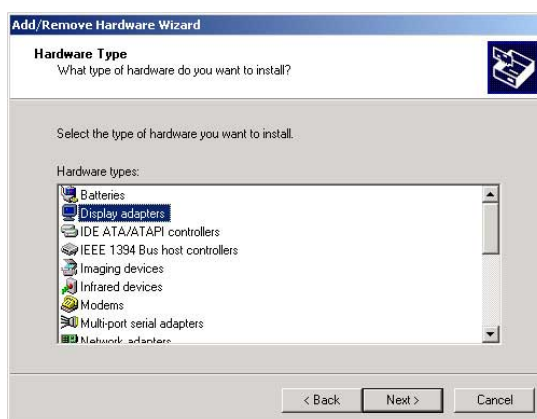 Add/Remove Hardware Wizard
Hardware Type
What type of hardware do you want to install?
Select the type of hardware you want to install.
Hardware types:
Batteries
Display adapters
IDE ATA/ATAPI controllers
IEEE 1394 Bus host controllers
Imaging devices
Infrared devices
Modems
Multi-port serial adapters
Network adapters
< Back
Next >
Cancel